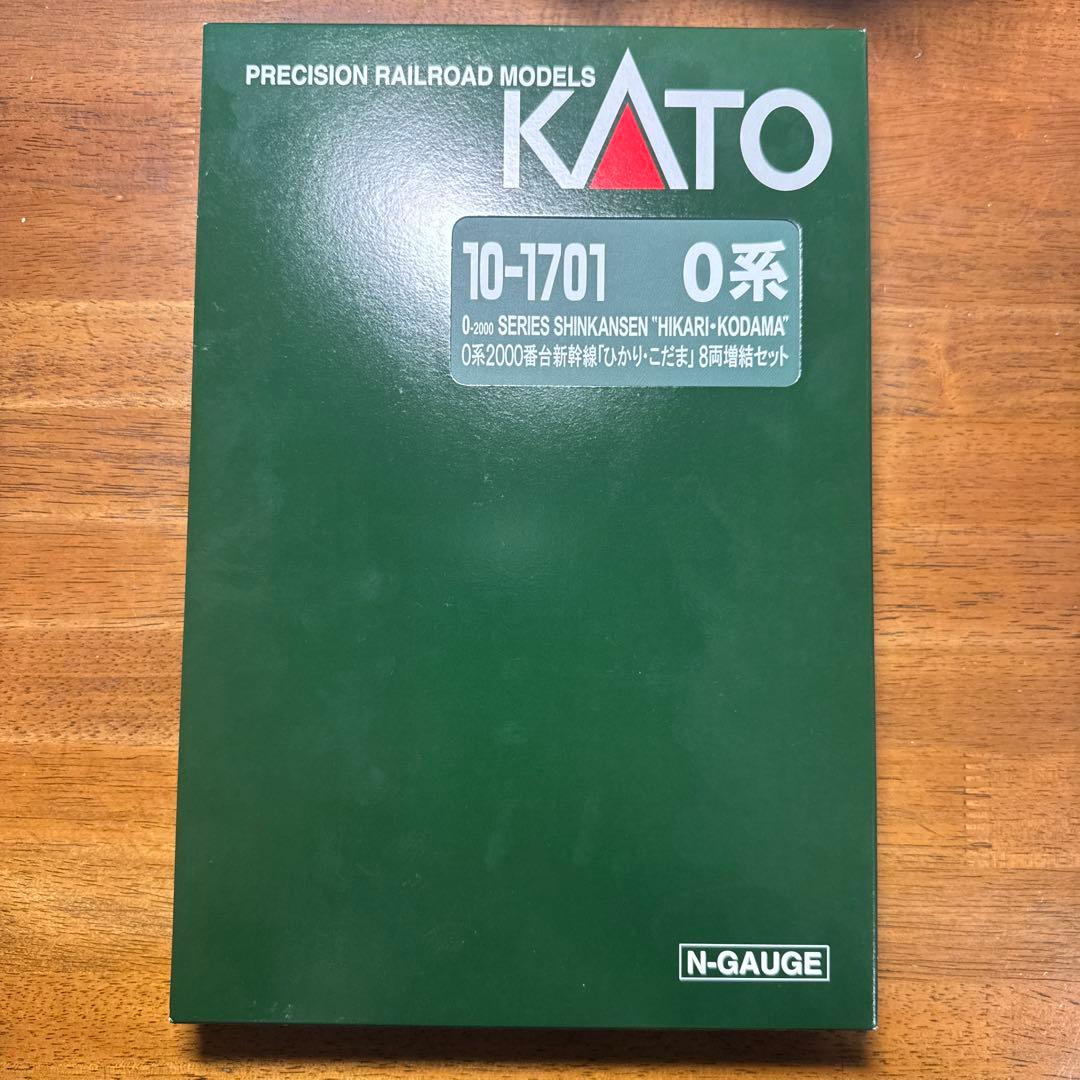 PRECISION RAILROAD MODELS
KATO
10-1701 0系
0-2000 SERIES SHINKANSEN "HIKARI•KODAMA"
0系2000番台新幹線「ひかり・こだま」8両増結セット
N-GAUGE